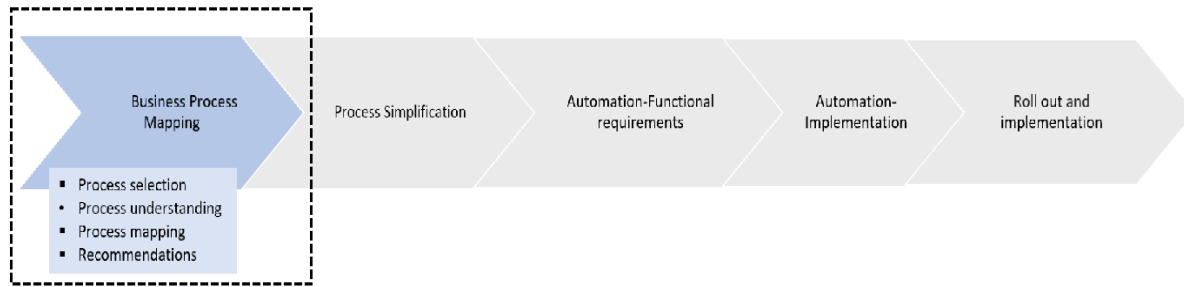 Business Process
Mapping
Process Simplification
Automation-Functional
requirements
Automation-
Implementation
Roll out and
implementation
▪ Process selection
• Process understanding
▪ Process mapping
▪ Recommendations